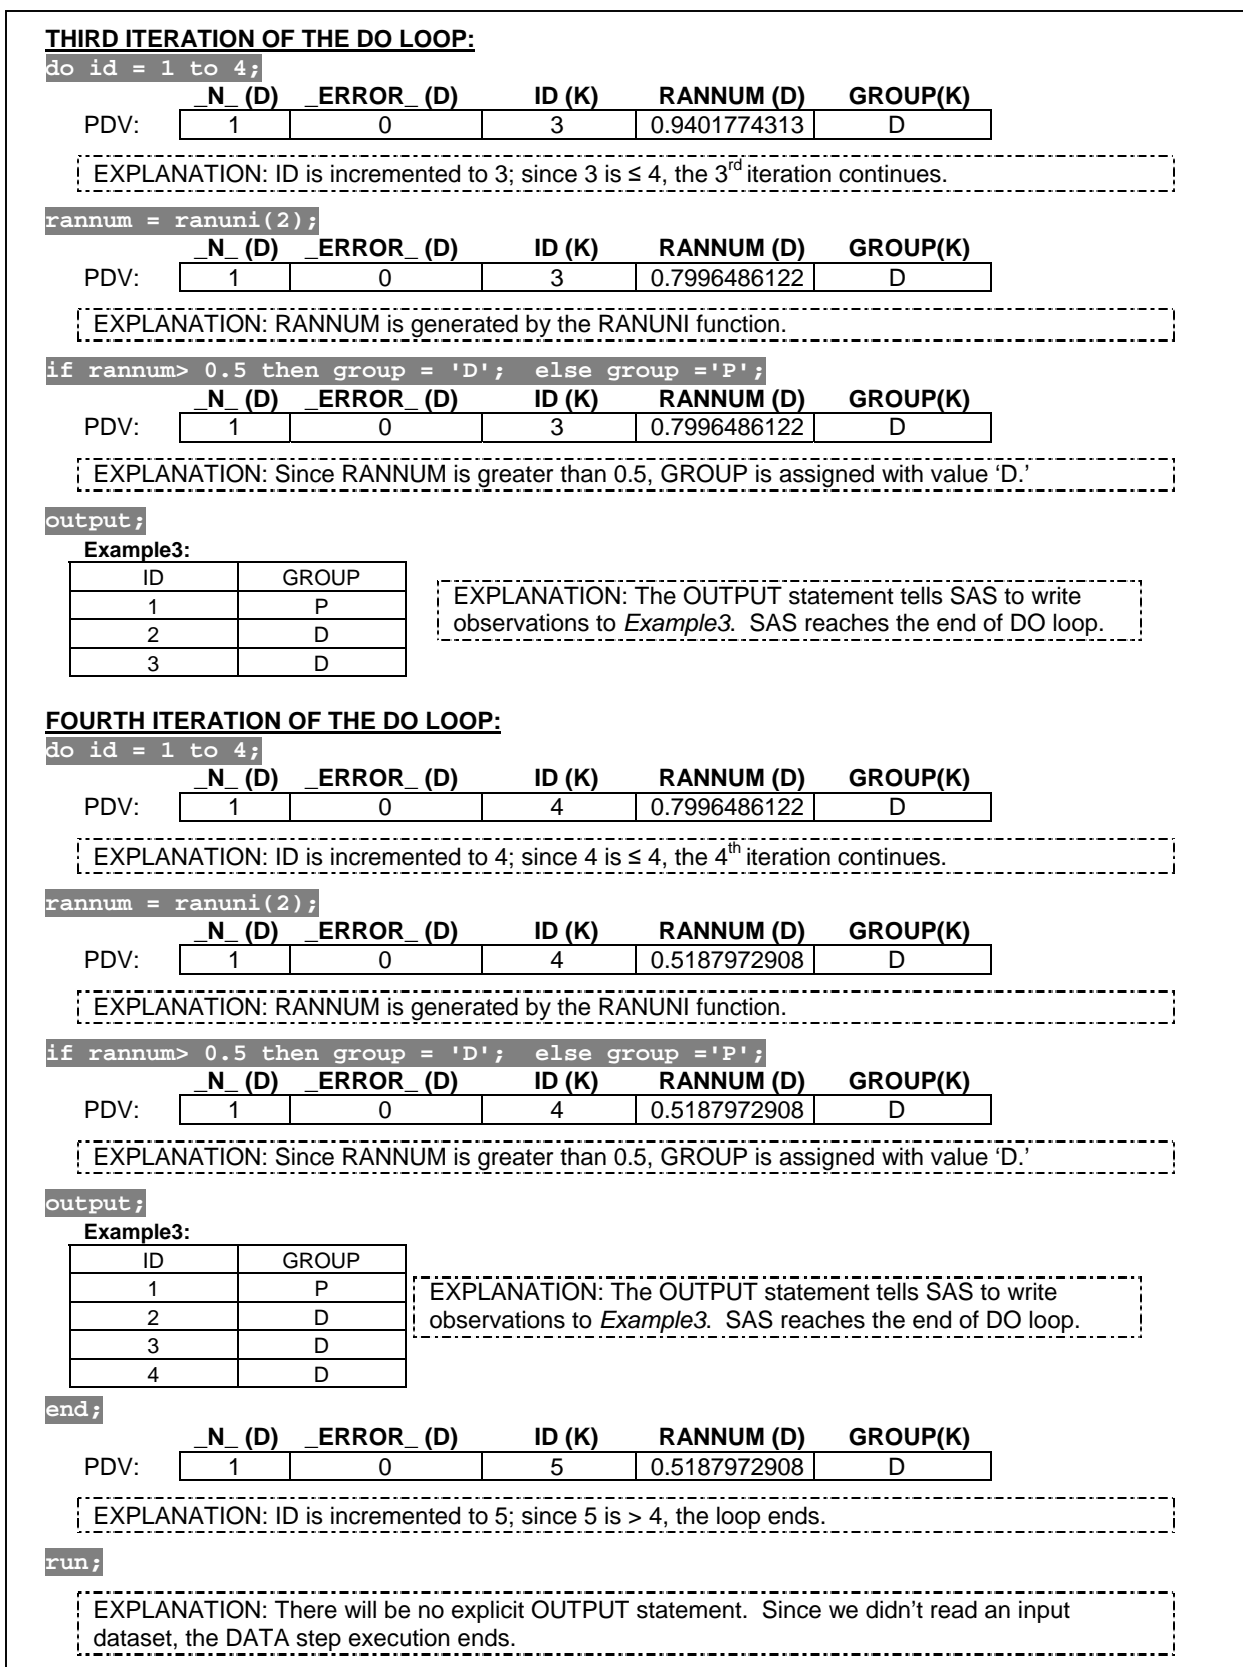 THIRD ITERATION OF THE DO LOOP:
do id = 1 to 4;
_N_ (D) _ERROR_ (D) ID (K) RANNUM (D) GROUP(K)
PDV: 1 0 3 0.9401774313 D
EXPLANATION: ID is incremented to 3; since 3 is ≤ 4, the 3rd iteration continues.
rannum = ranuni(2);
_N_ (D) _ERROR_ (D) ID (K) RANNUM (D) GROUP(K)
PDV: 1 0 3 0.7996486122 D
EXPLANATION: RANNUM is generated by the RANUNI function.
if rannum> 0.5 then group = 'D'; else group ='P';
_N_ (D) _ERROR_ (D) ID (K) RANNUM (D) GROUP(K)
PDV: 1 0 3 0.7996486122 D
EXPLANATION: Since RANNUM is greater than 0.5, GROUP is assigned with value ‘D.’
output;
Example3:
ID GROUP
1 P
2 D
3 D
EXPLANATION: The OUTPUT statement tells SAS to write
observations to Example3. SAS reaches the end of DO loop.
FOURTH ITERATION OF THE DO LOOP:
do id = 1 to 4;
_N_ (D) _ERROR_ (D) ID (K) RANNUM (D) GROUP(K)
PDV: 1 0 4 0.7996486122 D
EXPLANATION: ID is incremented to 4; since 4 is ≤ 4, the 4th iteration continues.
rannum = ranuni(2);
_N_ (D) _ERROR_ (D) ID (K) RANNUM (D) GROUP(K)
PDV: 1 0 4 0.5187972908 D
EXPLANATION: RANNUM is generated by the RANUNI function.
if rannum> 0.5 then group = 'D'; else group ='P';
_N_ (D) _ERROR_ (D) ID (K) RANNUM (D) GROUP(K)
PDV: 1 0 4 0.5187972908 D
EXPLANATION: Since RANNUM is greater than 0.5, GROUP is assigned with value ‘D.’
output;
Example3:
ID GROUP
1 P
2 D
3 D
4 D
EXPLANATION: The OUTPUT statement tells SAS to write
observations to Example3. SAS reaches the end of DO loop.
end;
_N_ (D) _ERROR_ (D) ID (K) RANNUM (D) GROUP(K)
PDV: 1 0 5 0.5187972908 D
EXPLANATION: ID is incremented to 5; since 5 is > 4, the loop ends.
run;
EXPLANATION: There will be no explicit OUTPUT statement. Since we didn’t read an input
dataset, the DATA step execution ends.